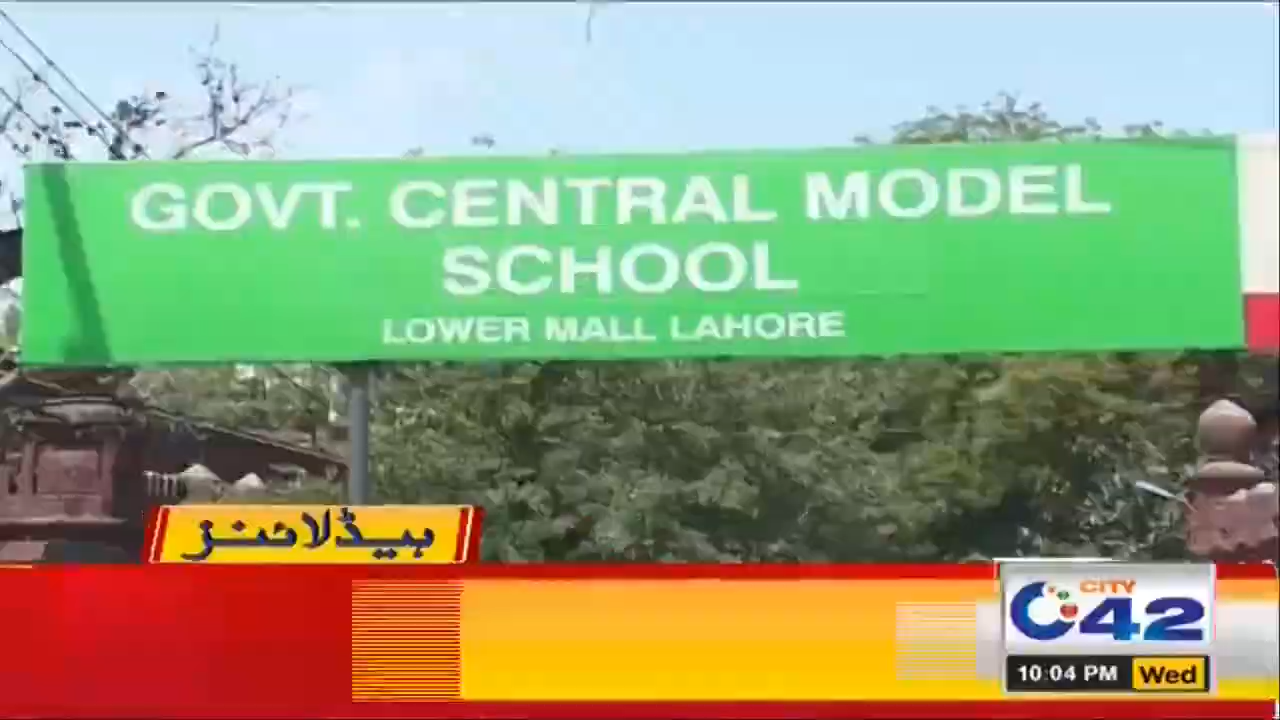 GOVT. CENTRAL MODEL
SCHOOL
LOWER MALL LAHORE
ہیڈلائنز
CITY
42
10:04 PM Wed